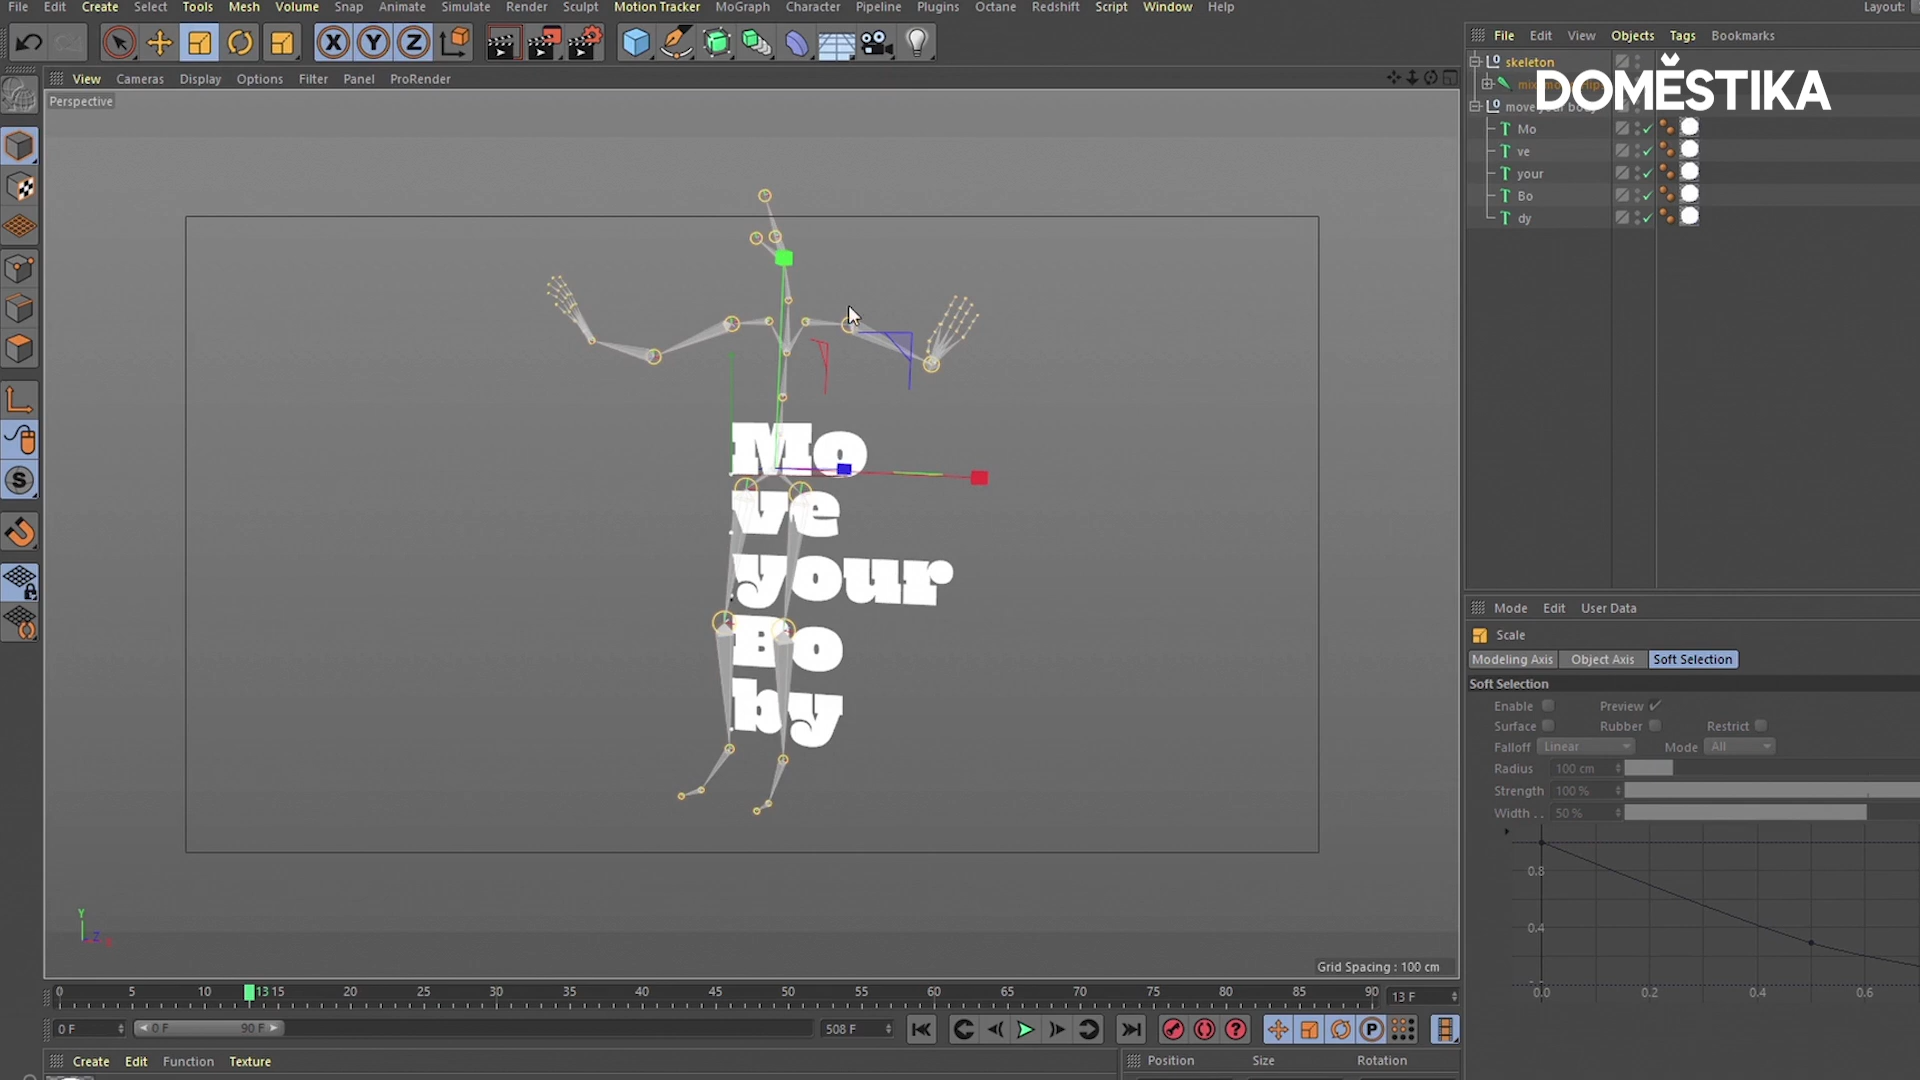 File Edit Create Select Tools Mesh Volume Snap Animate Simulate Render Sculpt Motion Tracker MoGraph Character Pipeline Plugins Octane Redshift Script Window Help Layout:
X Y Z
File Edit View Objects Tags Bookmarks
View Cameras Display Options Filter Panel ProRender
Perspective
skeleton
DOMĚSTIKA
move your body
Mo
ve
your
Bo
dy
Mo
ve
your
Bo
by
Mode Edit User Data
Scale
Modeling Axis Object Axis Soft Selection
Soft Selection
Enable Preview
Surface Rubber Restrict
Falloff Linear Mode All
Radius 100 cm
Strength 100 %
Width . . 50 %
0.8
0.4
0.0 0.2 0.4 0.6
Y
Z
Grid Spacing : 100 cm
0 5 10 13 15 20 25 30 35 40 45 50 55 60 65 70 75 80 85 90 13 F
0 F 0 F 90 F 508 F
P
S
Create Edit Function Texture Position Size Rotation